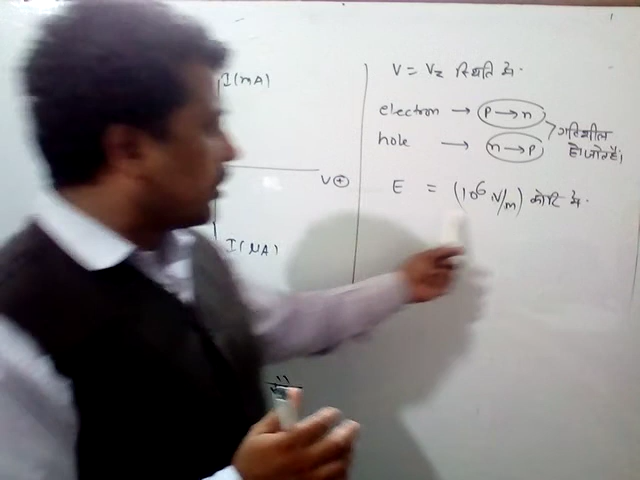 I(mA)
V⊕
I(μA)
V = Vz स्थिति में.
electron → p → n
hole → n → p
गतिशील
हो जाते हैं।
E = (10⁶ N/m) कोटि में.